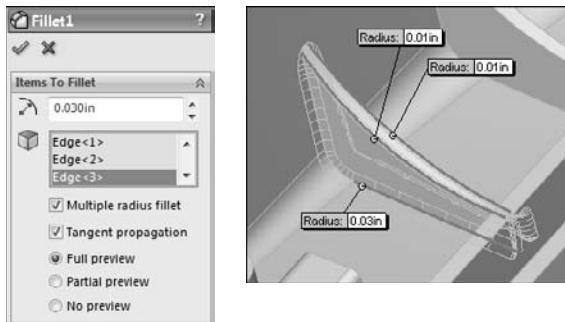 Fillet1 ?
Items To Fillet
0.030in
Edge<1>
Edge<2>
Edge<3>
Multiple radius fillet
Tangent propagation
Full preview
Partial preview
No preview
Radius: 0.01in
Radius: 0.01in
Radius: 0.03in